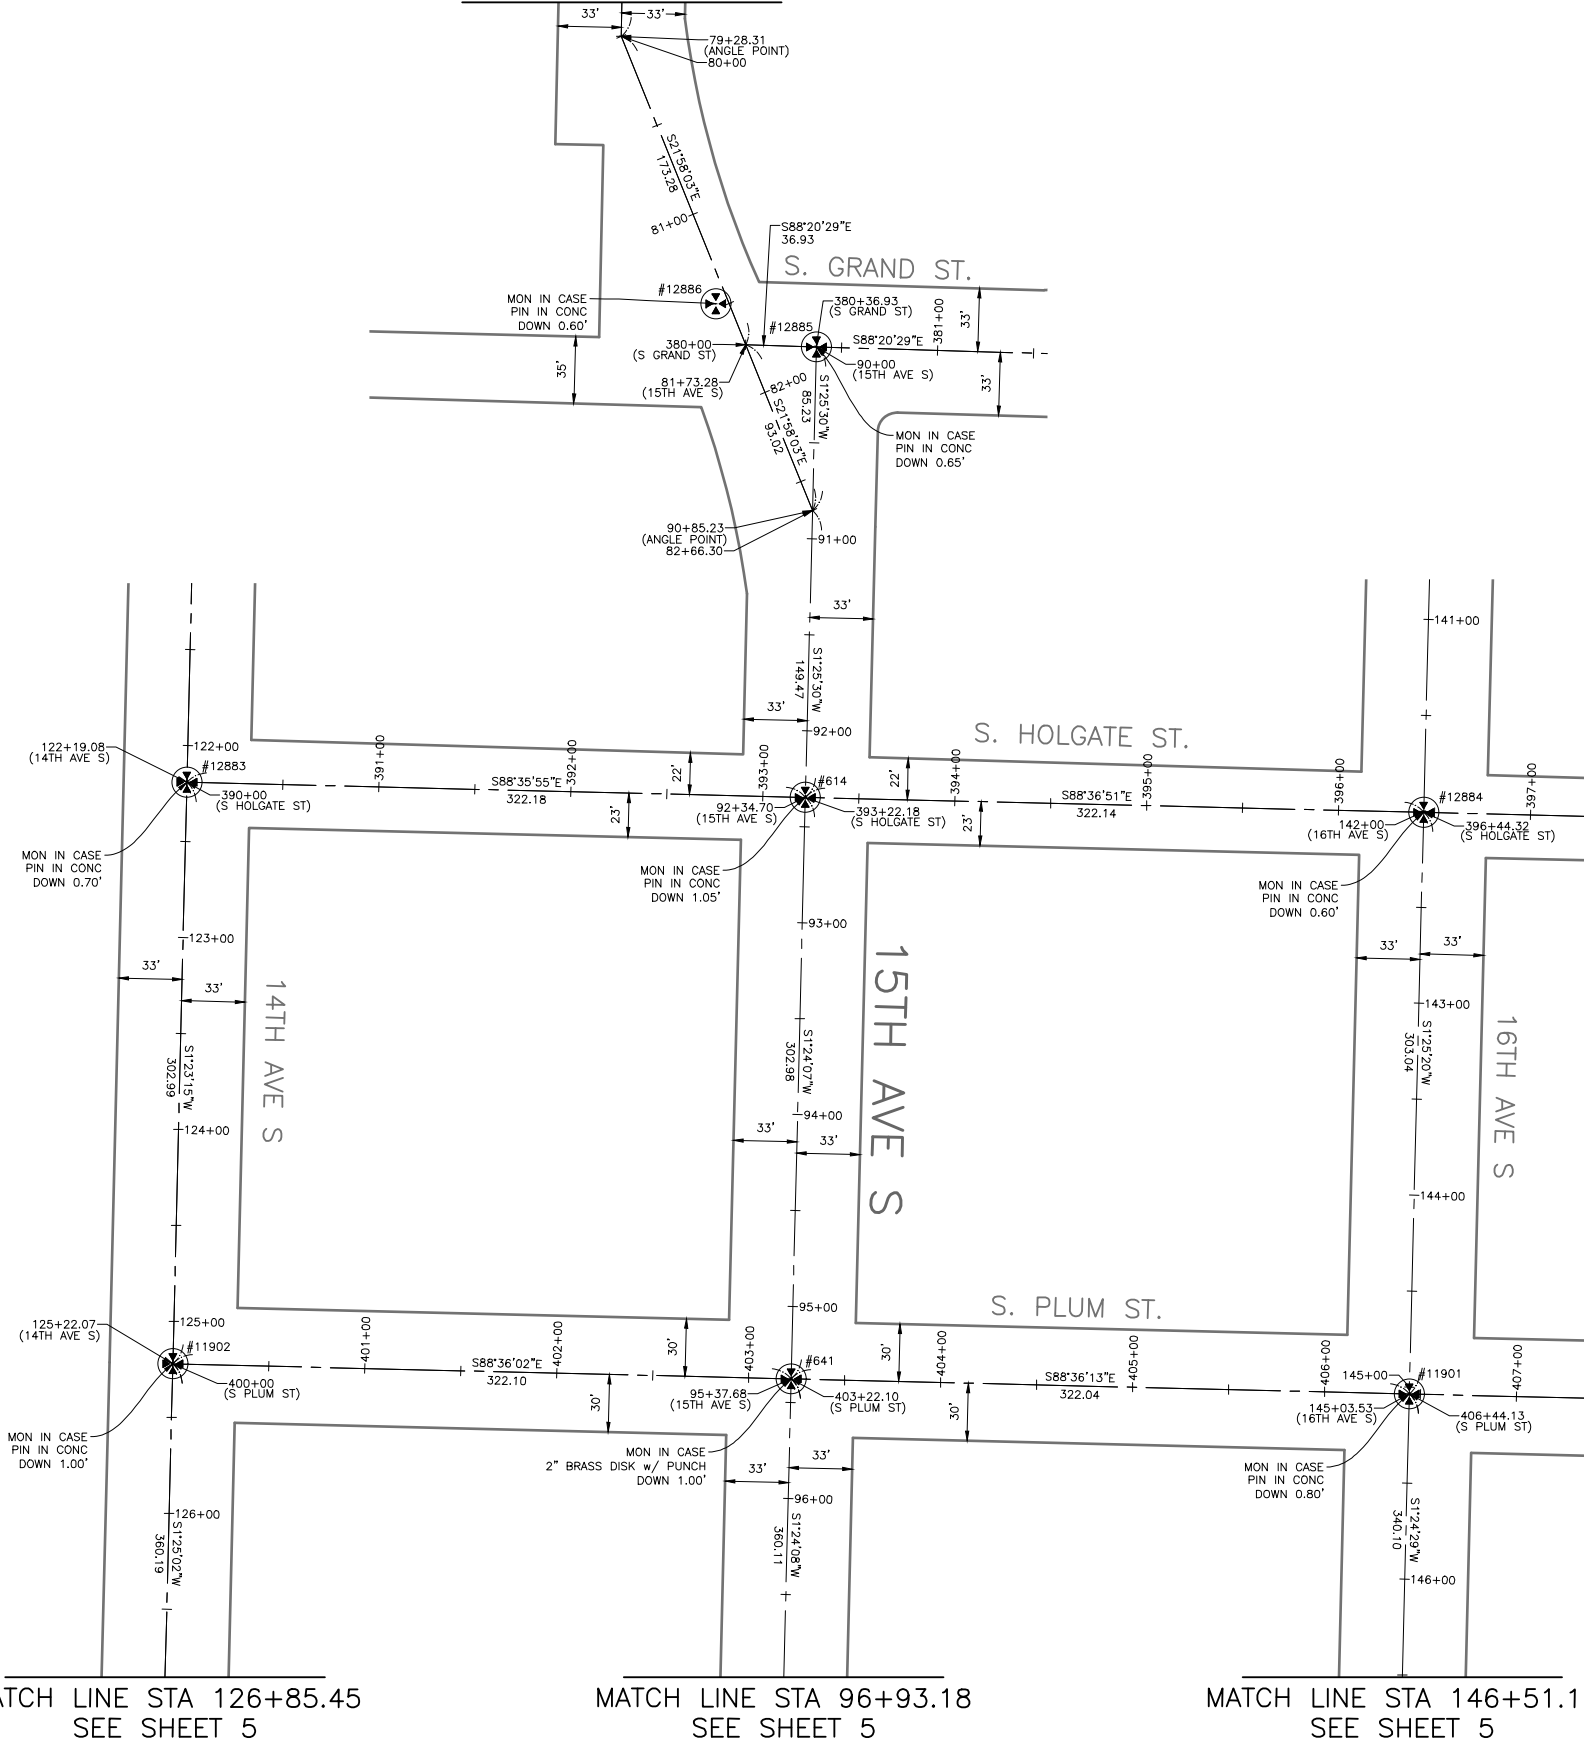 33'
33'
79+28.31
(ANGLE POINT)
80+00
S21°58'03"E
173.28
81+00
S88°20'29"E
36.93
S. GRAND ST.
#12886
MON IN CASE
PIN IN CONC
DOWN 0.60'
380+36.93
(S GRAND ST)
381+00
33'
#12885
S88°20'29"E
380+00
(S GRAND ST)
90+00
(15TH AVE S)
35'
81+73.28
(15TH AVE S)
82+00
33'
S21°58'03"E
93.02
S1°25'30"W
85.23
MON IN CASE
PIN IN CONC
DOWN 0.65'
90+85.23
(ANGLE POINT)
82+66.30
91+00
33'
141+00
S1°25'30"W
149.47
33'
92+00
S. HOLGATE ST.
122+19.08
(14TH AVE S)
122+00
#12883
391+00
392+00
22'
393+00
#614
22'
394+00
395+00
396+00
397+00
#12884
S88°35'55"E
322.18
S88°36'51"E
322.14
390+00
(S HOLGATE ST)
23'
92+34.70
(15TH AVE S)
393+22.18
(S HOLGATE ST)
23'
142+00
(16TH AVE S)
396+44.32
(S HOLGATE ST)
MON IN CASE
PIN IN CONC
DOWN 0.70'
MON IN CASE
PIN IN CONC
DOWN 1.05'
MON IN CASE
PIN IN CONC
DOWN 0.60'
123+00
93+00
33'
33'
33'
33'
143+00
14TH AVE S
15TH AVE S
16TH AVE S
S1°23'15"W
302.99
S1°24'07"W
302.98
S1°25'20"W
303.04
124+00
94+00
33'
33'
144+00
95+00
S. PLUM ST.
125+22.07
(14TH AVE S)
125+00
#11902
401+00
402+00
30'
403+00
#641
30'
404+00
405+00
406+00
407+00
145+00
#11901
S88°36'02"E
322.10
S88°36'13"E
322.04
400+00
(S PLUM ST)
30'
95+37.68
(15TH AVE S)
403+22.10
(S PLUM ST)
30'
145+03.53
(16TH AVE S)
406+44.13
(S PLUM ST)
MON IN CASE
PIN IN CONC
DOWN 1.00'
MON IN CASE
2" BRASS DISK w/ PUNCH
DOWN 1.00'
MON IN CASE
PIN IN CONC
DOWN 0.80'
33'
33'
126+00
96+00
146+00
S1°25'02"W
360.19
S1°24'08"W
360.11
S1°24'29"W
340.10
ATCH LINE STA 126+85.45
SEE SHEET 5
MATCH LINE STA 96+93.18
SEE SHEET 5
MATCH LINE STA 146+51.1
SEE SHEET 5